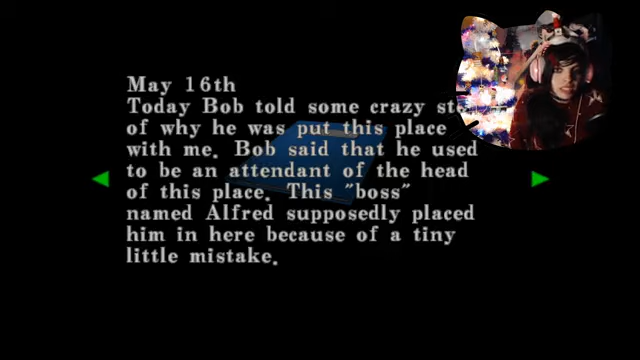 May 16th
Today Bob told some crazy
of why he was put this place
with me. Bob said that he used
to be an attendant of the head
of this place. This "boss"
named Alfred supposedly placed
him in here because of a tiny
little mistake.